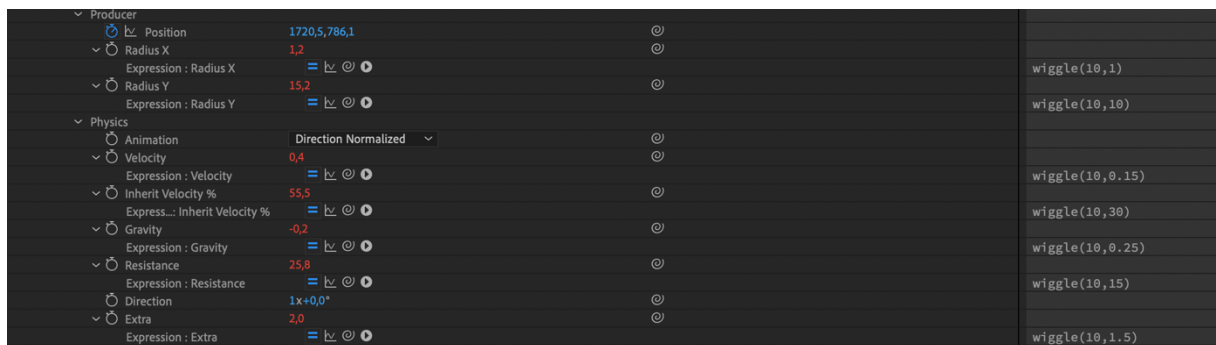 Producer
Position 1720,5,786,1
Radius X 1,2
Expression : Radius X wiggle(10,1)
Radius Y 15,2
Expression : Radius Y wiggle(10,10)
Physics
Animation Direction Normalized
Velocity 0,4
Expression : Velocity wiggle(10,0.15)
Inherit Velocity % 55,5
Express...: Inherit Velocity % wiggle(10,30)
Gravity -0,2
Expression : Gravity wiggle(10,0.25)
Resistance 25,8
Expression : Resistance wiggle(10,15)
Direction 1x+0,0°
Extra 2,0
Expression : Extra wiggle(10,1.5)